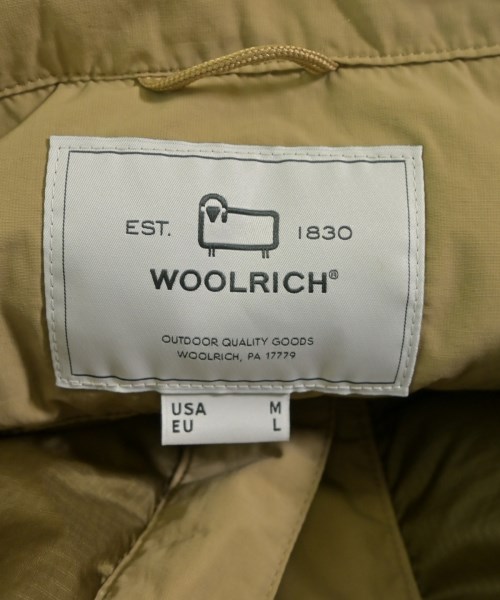 EST. 1830
WOOLRICH®
OUTDOOR QUALITY GOODS
WOOLRICH, PA 17779
USA M
EU L